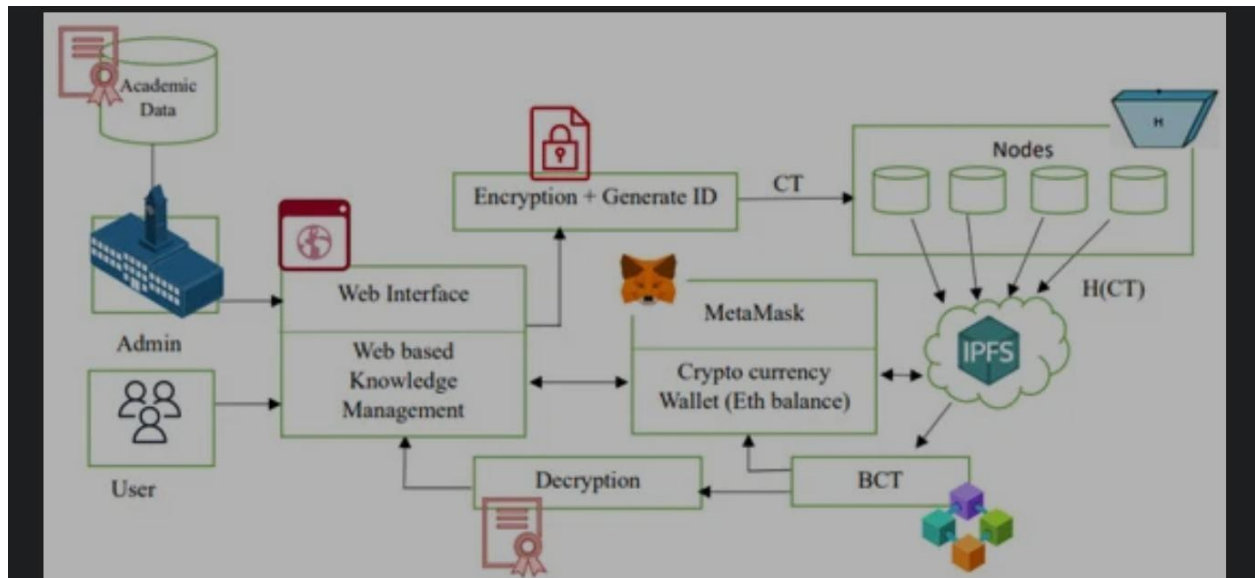 Academic
Data
Admin
User
Web Interface
Web based
Knowledge
Management
Encryption + Generate ID
CT
Nodes
H
H(CT)
IPFS
MetaMask
Crypto currency
Wallet (Eth balance)
BCT
Decryption